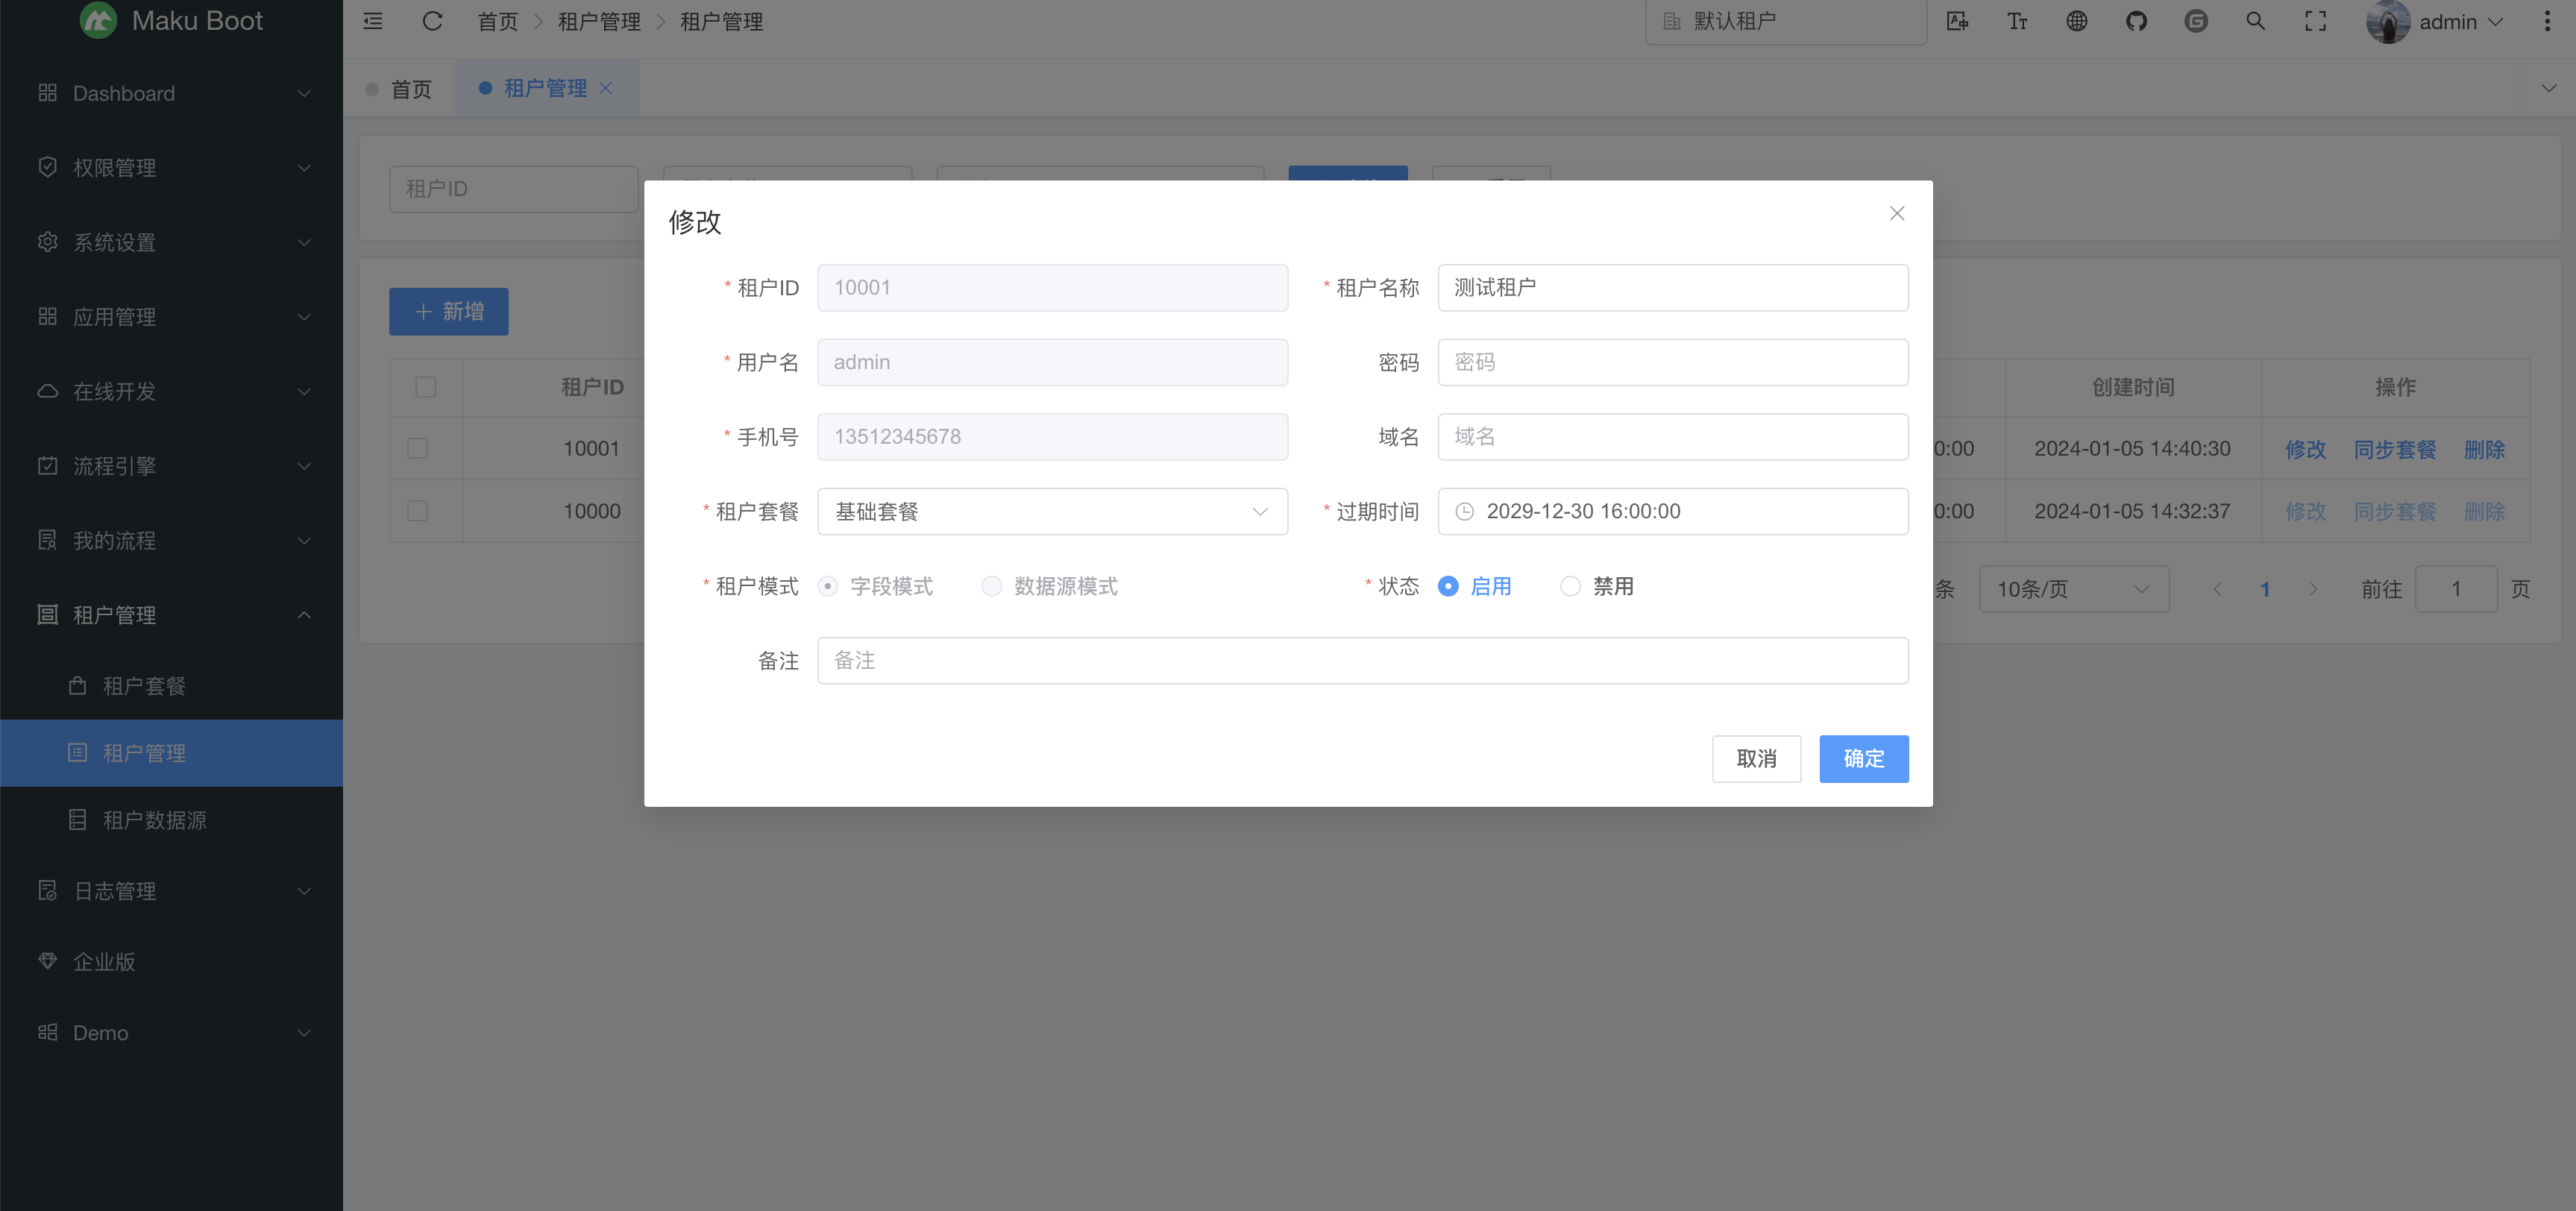 Maku Boot
首页 > 租户管理 > 租户管理
默认租户
admin
首页
租户管理
Dashboard
权限管理
系统设置
应用管理
在线开发
流程引擎
我的流程
租户管理
租户套餐
租户管理
租户数据源
日志管理
企业版
Demo
租户ID
新增
租户ID 创建时间 操作
10001 0:00 2024-01-05 14:40:30 修改 同步套餐 删除
10000 0:00 2024-01-05 14:32:37 修改 同步套餐 删除
条 10条/页 1 前往 1 页
修改
* 租户ID 10001 * 租户名称 测试租户
* 用户名 admin 密码 密码
* 手机号 13512345678 域名 域名
* 租户套餐 基础套餐 * 过期时间 2029-12-30 16:00:00
* 租户模式 字段模式 数据源模式 * 状态 启用 禁用
备注 备注
取消 确定